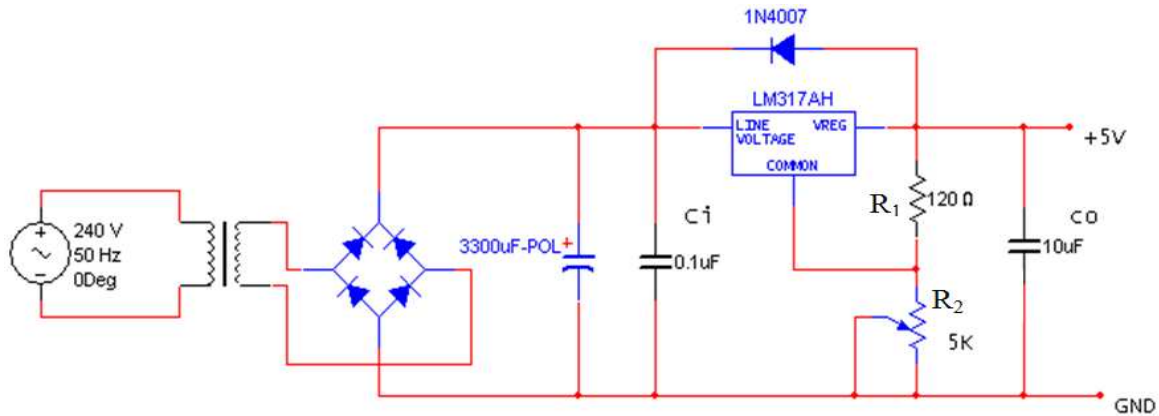 1N4007
LM317AH
LINE VREG
VOLTAGE
COMMON
+5V
R₁ 120 Ω
Ci
co
240 V
50 Hz
0Deg
3300uF-POL +
0.1uF
10uF
R₂
5K
GND